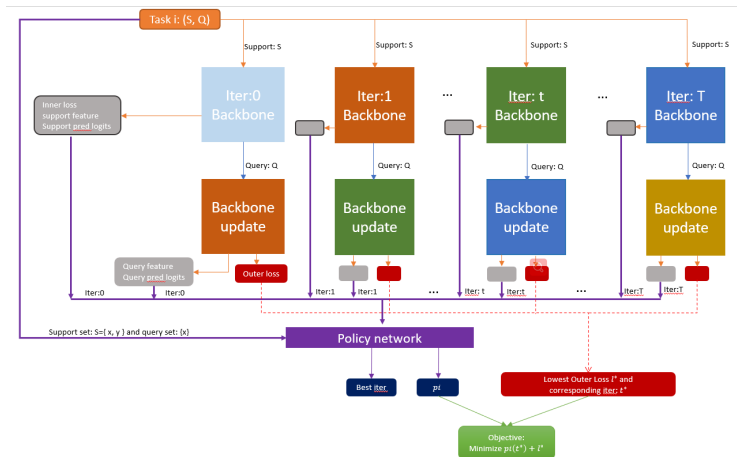 Task i: (S, Q)
Support: S
Support: S
Support: S
Support: S
Inner loss
support feature
Support pred logits
Iter:0
Backbone
Iter:1
Backbone
...
Iter: t
Backbone
...
Iter: T
Backbone
Query: Q
Query: Q
Query: Q
Query: Q
Backbone
update
Backbone
update
Backbone
update
Backbone
update
Query feature
Query pred logits
Outer loss
Iter:0
Iter:0
Iter:1
Iter:1
...
Iter: t
Iter:t
...
Iter:T
Iter:T
Support set: S={ x, y } and query set: {x}
Policy network
Best iter.
pi
Lowest Outer Loss l* and
corresponding iter: t*
Objective:
Minimize pi(t*) + l*